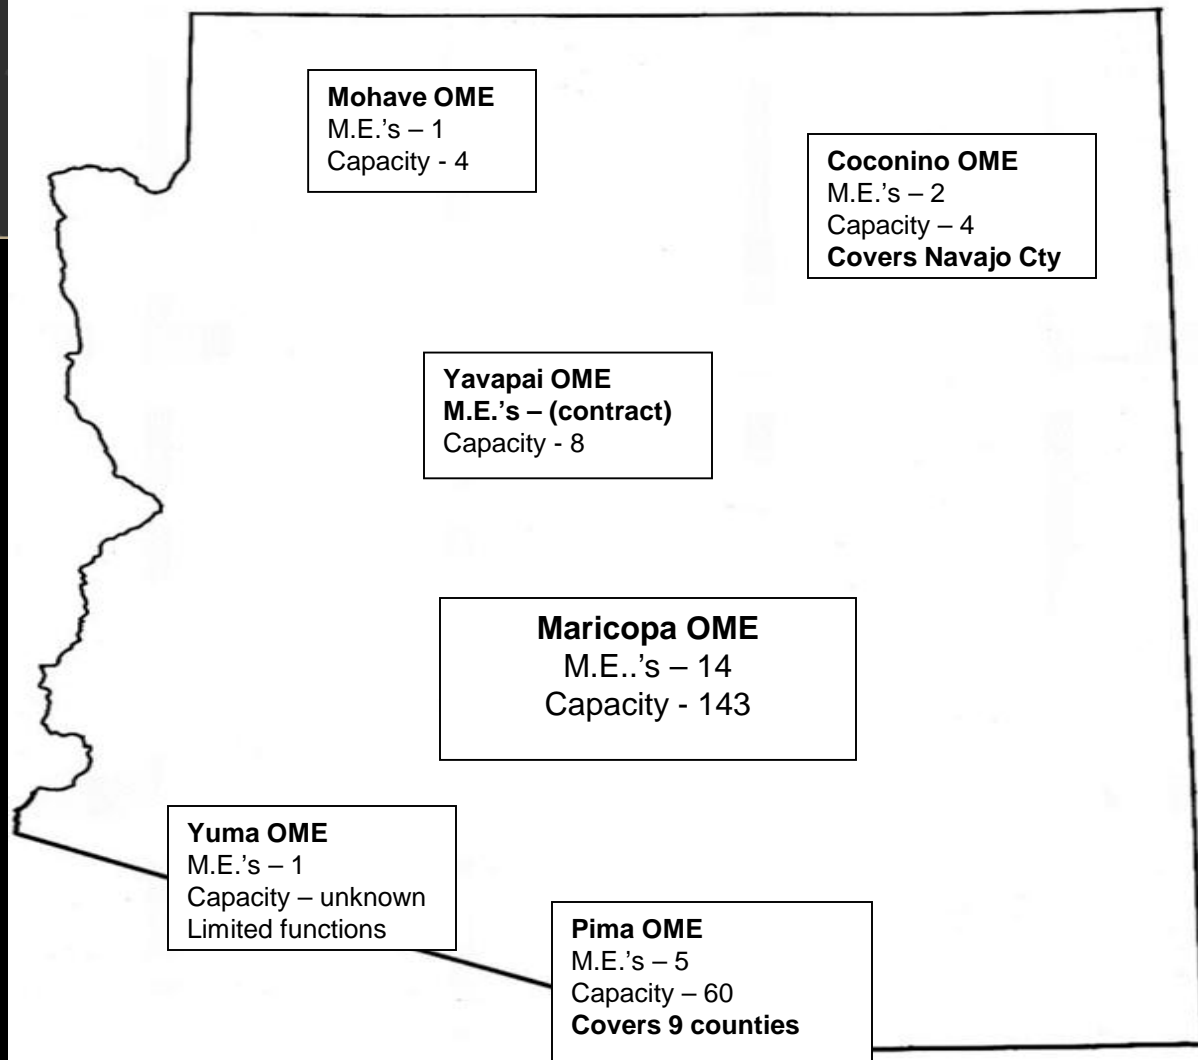 Mohave OME
M.E.'s – 1
Capacity - 4
Coconino OME
M.E.'s – 2
Capacity – 4
Covers Navajo Cty
Yavapai OME
M.E.'s – (contract)
Capacity - 8
Maricopa OME
M.E..'s – 14
Capacity - 143
Yuma OME
M.E.'s – 1
Capacity – unknown
Limited functions
Pima OME
M.E.'s – 5
Capacity – 60
Covers 9 counties